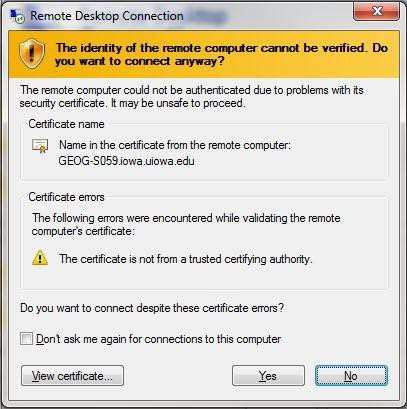 Remote Desktop Connection
The identity of the remote computer cannot be verified. Do
you want to connect anyway?
The remote computer could not be authenticated due to problems with its
security certificate. It may be unsafe to proceed.
Certificate name
Name in the certificate from the remote computer:
GEOG-S059.iowa.uiowa.edu
Certificate errors
The following errors were encountered while validating the remote
computer's certificate:
The certificate is not from a trusted certifying authority.
Do you want to connect despite these certificate errors?
Don't ask me again for connections to this computer
View certificate... Yes No